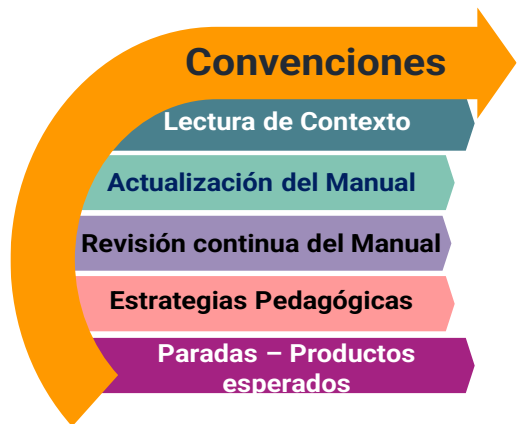 Convenciones
Lectura de Contexto
Actualización del Manual
Revisión continua del Manual
Estrategias Pedagógicas
Paradas – Productos
esperados